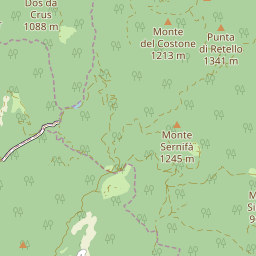 Dos da
Crus
1088 m
Monte
del Costone
1213 m
Punta
di Retello
1341 m
Monte
Sernifà
1245 m